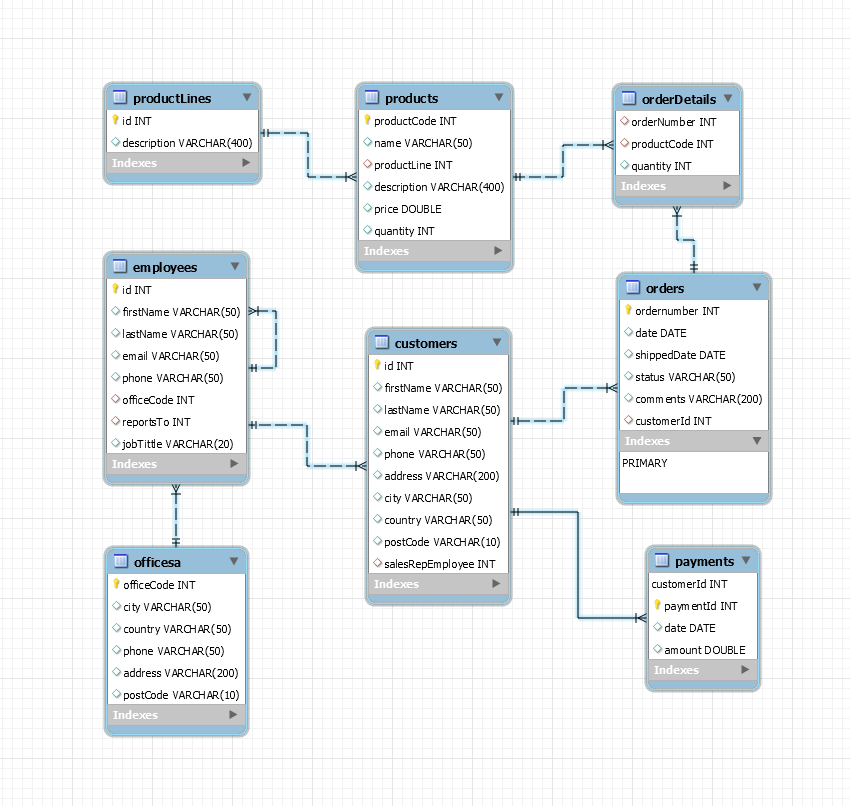 productLines
id INT
description VARCHAR(400)
Indexes
products
productCode INT
name VARCHAR(50)
productLine INT
description VARCHAR(400)
price DOUBLE
quantity INT
Indexes
orderDetails
orderNumber INT
productCode INT
quantity INT
Indexes
employees
id INT
firstName VARCHAR(50)
lastName VARCHAR(50)
email VARCHAR(50)
phone VARCHAR(50)
officeCode INT
reportsTo INT
jobTittle VARCHAR(20)
Indexes
customers
id INT
firstName VARCHAR(50)
lastName VARCHAR(50)
email VARCHAR(50)
phone VARCHAR(50)
address VARCHAR(200)
city VARCHAR(50)
country VARCHAR(50)
postCode VARCHAR(10)
salesRepEmployee INT
Indexes
orders
ordernumber INT
date DATE
shippedDate DATE
status VARCHAR(50)
comments VARCHAR(200)
customerId INT
Indexes
PRIMARY
officesa
officeCode INT
city VARCHAR(50)
country VARCHAR(50)
phone VARCHAR(50)
address VARCHAR(200)
postCode VARCHAR(10)
Indexes
payments
customerId INT
paymentId INT
date DATE
amount DOUBLE
Indexes